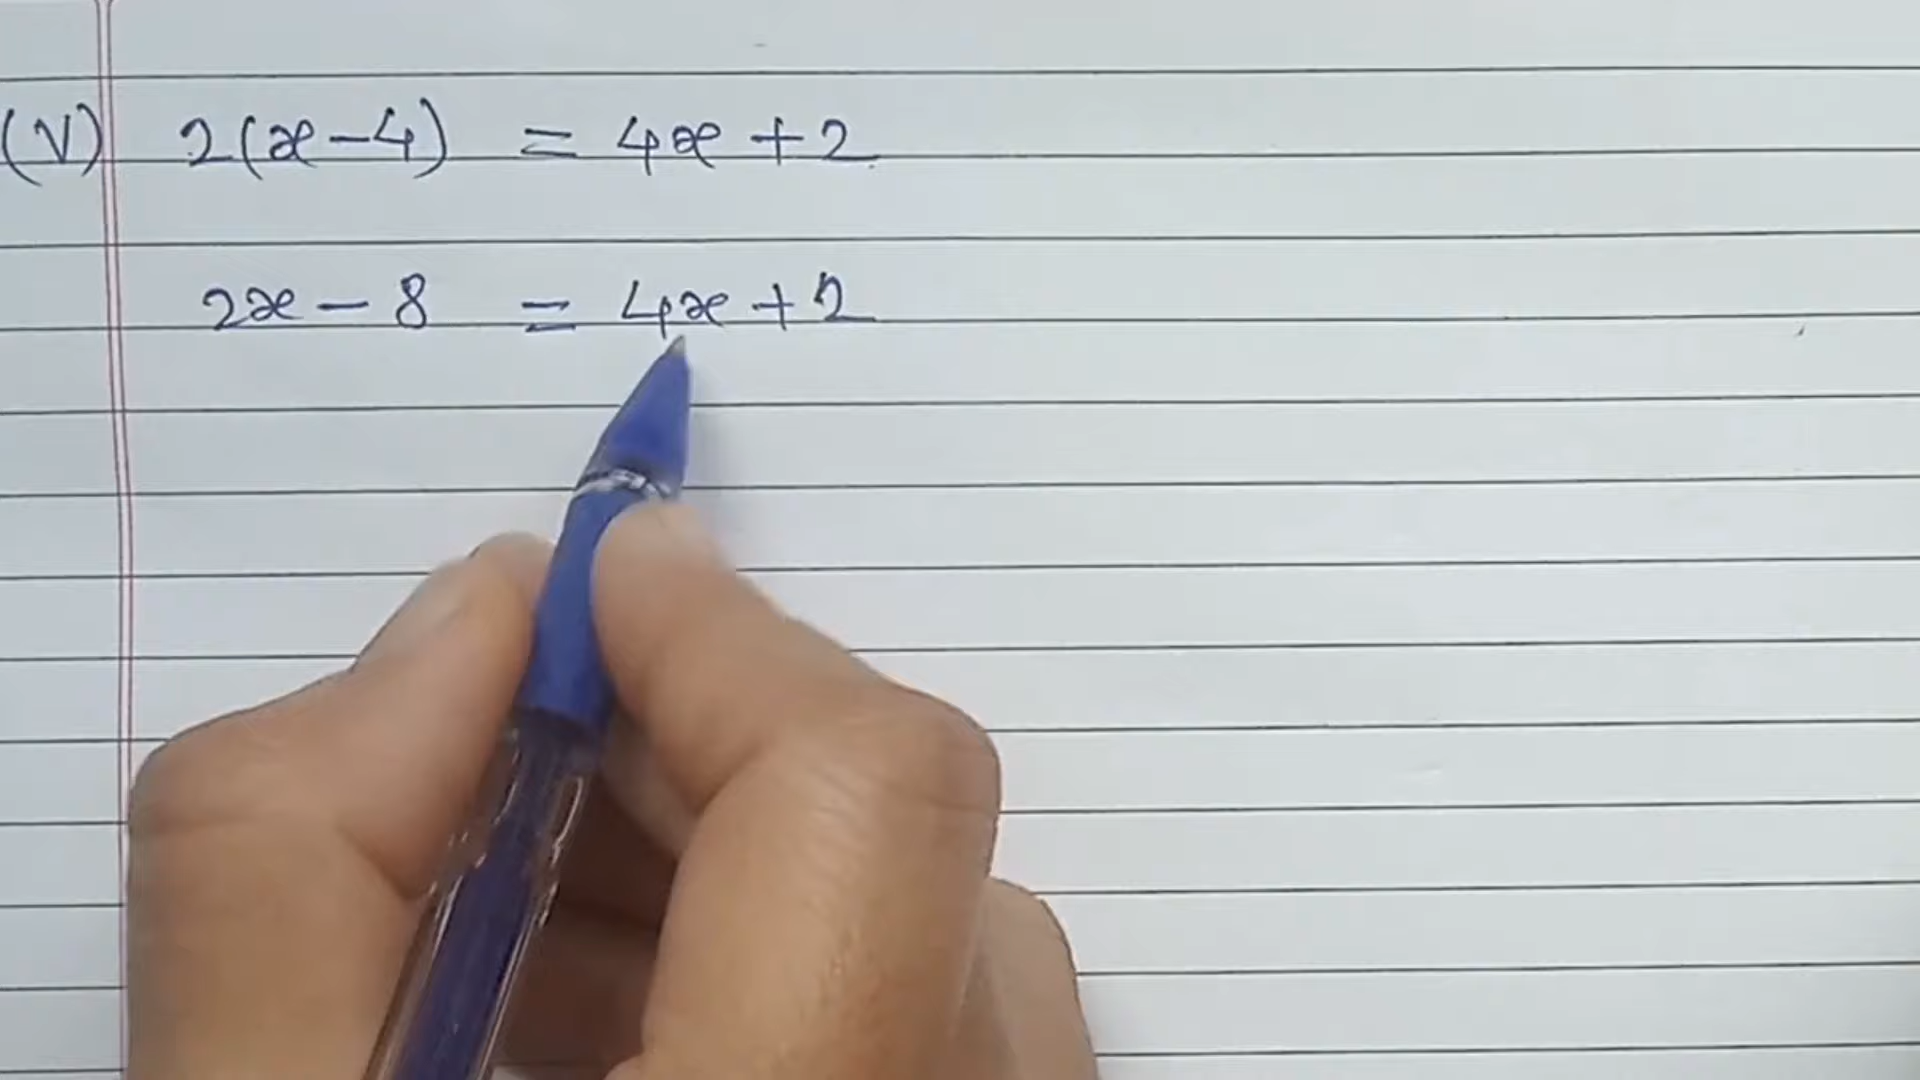 (V) 2(x-4) = 4x+2
2x-8 = 4x+2